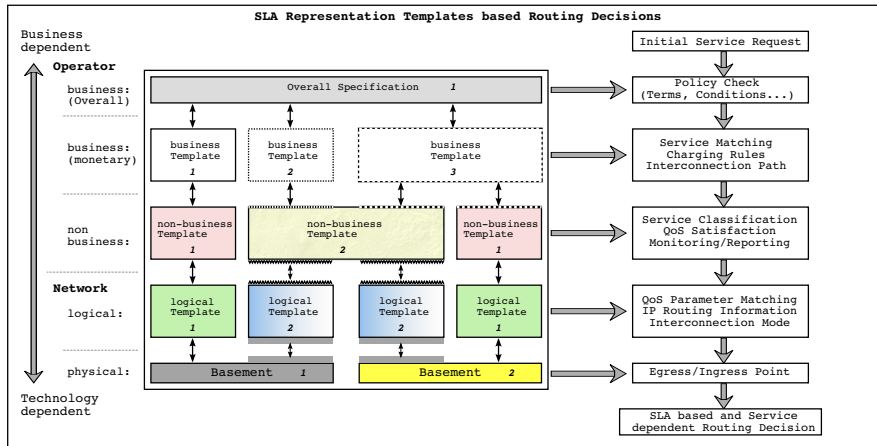 SLA Representation Templates based Routing Decisions
Business
dependent
Operator
business:
(Overall)
business:
(monetary)
non
business:
Network
logical:
physical:
Technology
dependent
Overall Specification 1
business
Template
1
business
Template
2
business
Template
3
non-business
Template
1
non-business
Template
2
non-business
Template
1
logical
Template
1
logical
Template
2
logical
Template
2
logical
Template
1
Basement 1
Basement 2
Initial Service Request
Policy Check
(Terms, Conditions...)
Service Matching
Charging Rules
Interconnection Path
Service Classification
QoS Satisfaction
Monitoring/Reporting
QoS Parameter Matching
IP Routing Information
Interconnection Mode
Egress/Ingress Point
SLA based and Service
dependent Routing Decision